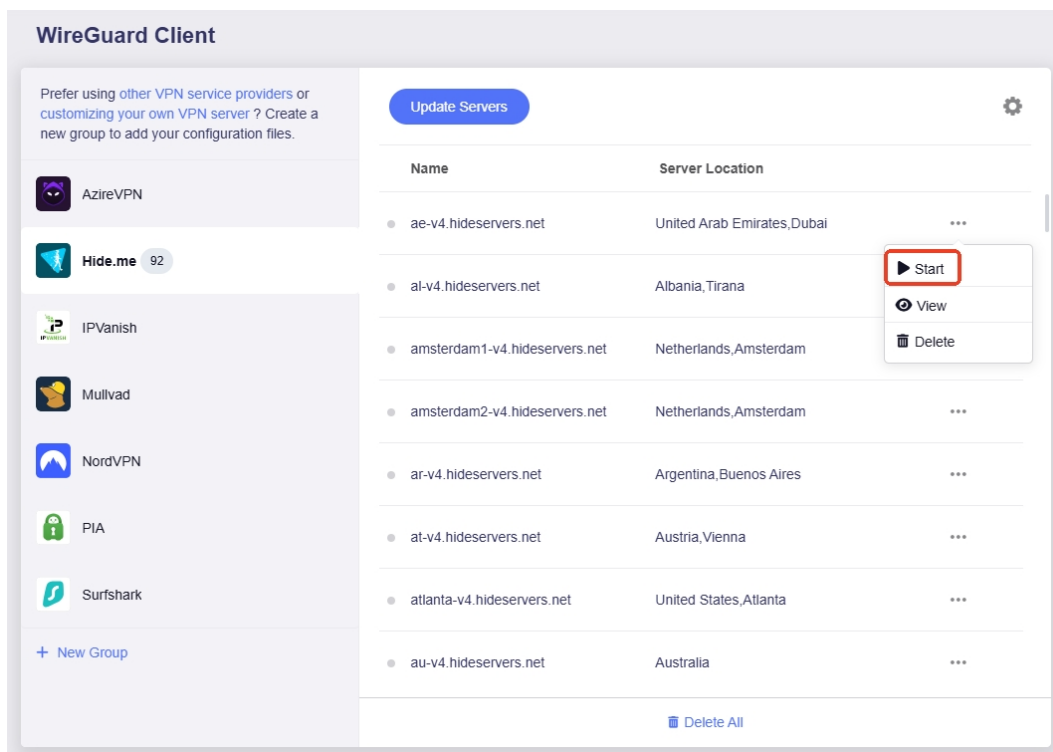 WireGuard Client
Prefer using other VPN service providers or
customizing your own VPN server ? Create a
new group to add your configuration files.
AzireVPN
Hide.me 92
IPVanish
IPVANISH
Mullvad
NordVPN
PIA
Surfshark
+ New Group
Update Servers
Name Server Location
ae-v4.hideservers.net United Arab Emirates,Dubai
al-v4.hideservers.net Albania,Tirana
amsterdam1-v4.hideservers.net Netherlands,Amsterdam
amsterdam2-v4.hideservers.net Netherlands,Amsterdam
ar-v4.hideservers.net Argentina,Buenos Aires
at-v4.hideservers.net Austria,Vienna
atlanta-v4.hideservers.net United States,Atlanta
au-v4.hideservers.net Australia
Start
View
Delete
Delete All